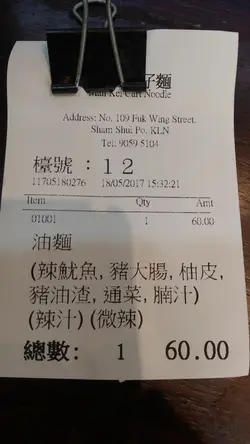 子麵
Man Kei Cart Noodle
Address: No, 109 Fuk Wing Street.
Sham Shui Po. KLN
Tel: 9059 5104
檯號 : 12
11705180276 18/05/2017 15:32:21
Item Qty Amt
01001 1 60.00
油麵
(辣魷魚, 豬大腸, 柚皮,
豬油渣, 通菜, 腩汁)
(辣汁) (微辣)
總數: 1 60.00